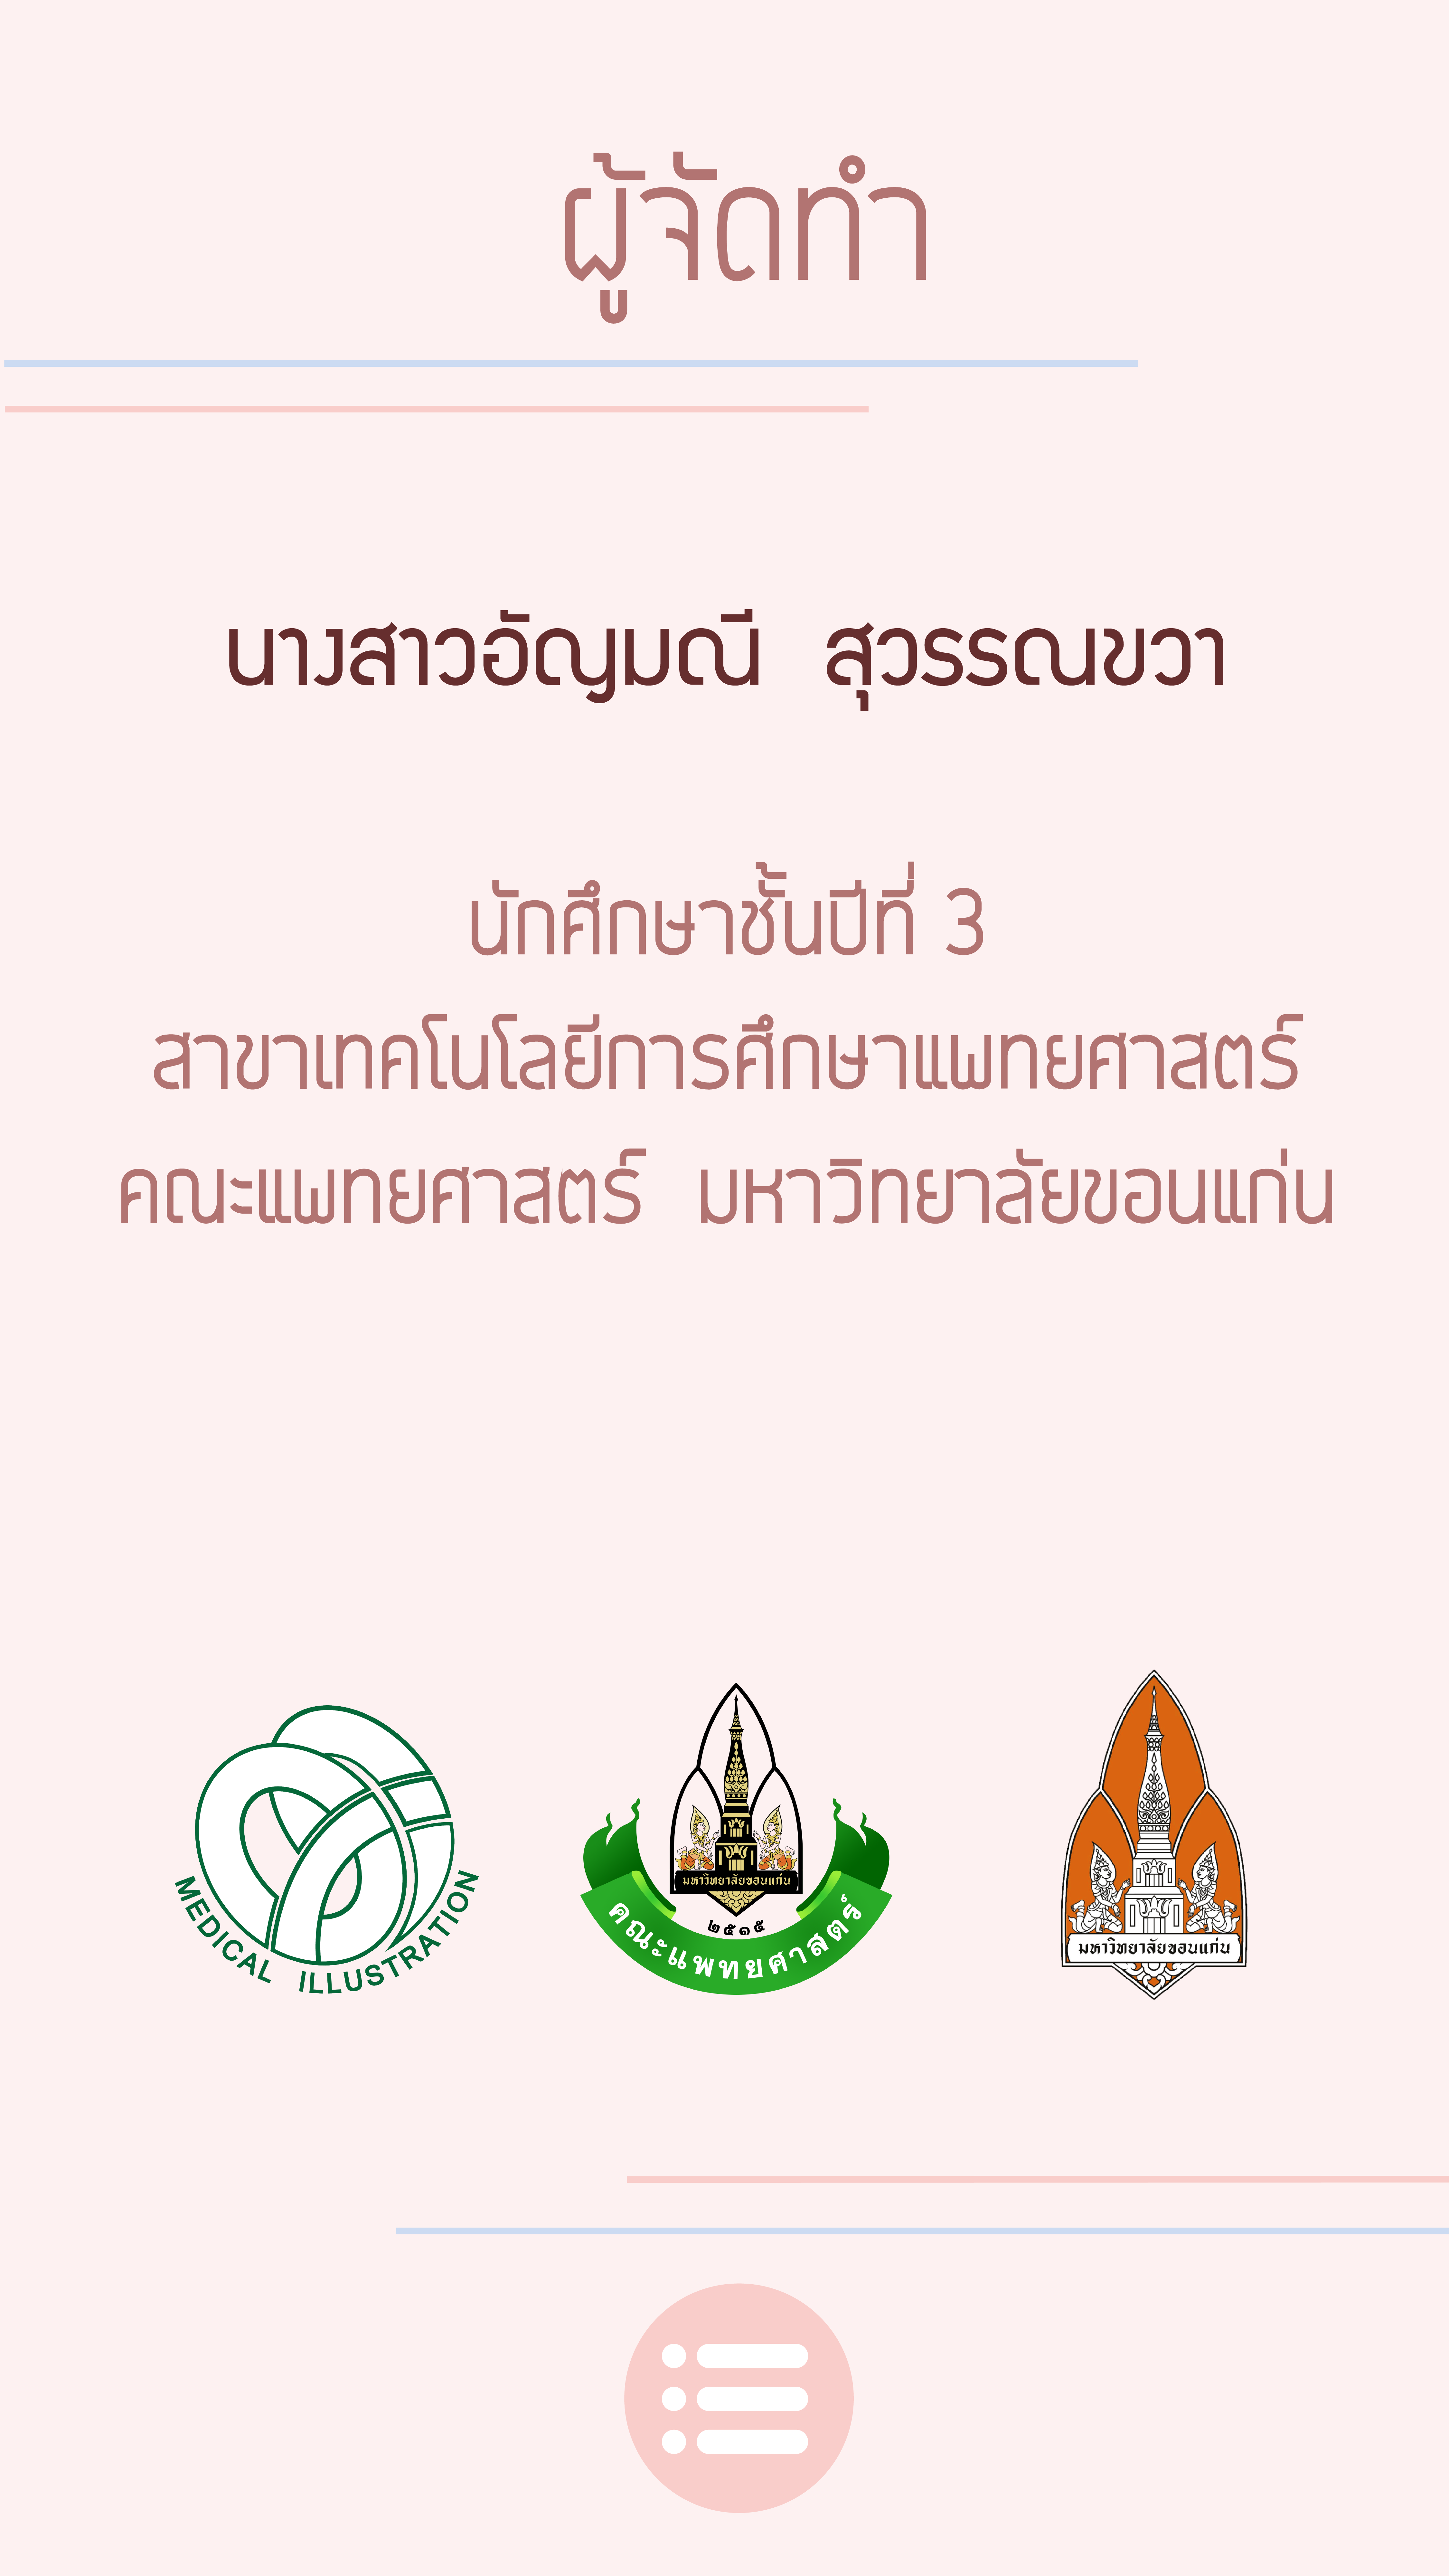 ผู้จัดทำ
นางสาวอัญมณี สุวรรณขวา
นักศึกษาชั้นปีที่ 3
สาขาเทคโนโลยีการศึกษาแพทยศาสตร์
คณะแพทยศาสตร์ มหาวิทยาลัยขอนแก่น
MEDICAL ILLUSTRATION
มหาวิทยาลัยขอนแก่น
๒๕๑๕
คณะแพทยศาสตร์
มหาวิทยาลัยขอนแก่น